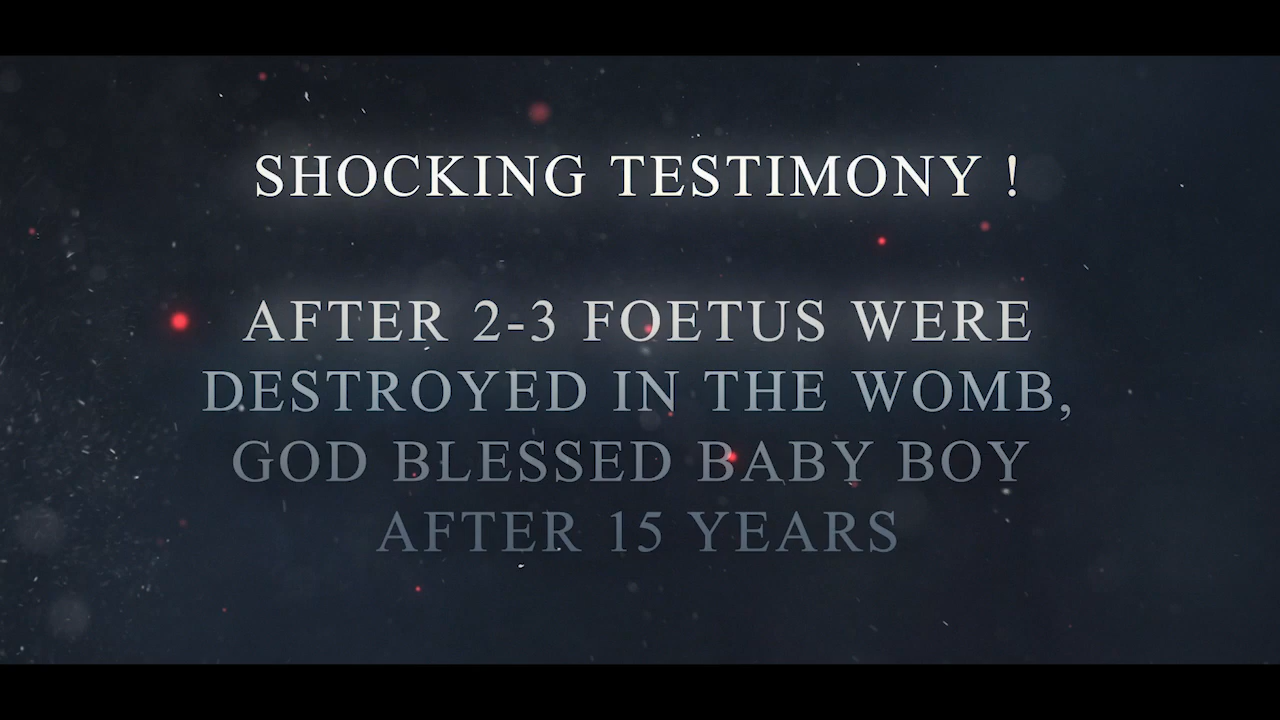 SHOCKING TESTIMONY !
AFTER 2-3 FOETUS WERE
DESTROYED IN THE WOMB,
GOD BLESSED BABY BOY
AFTER 15 YEARS